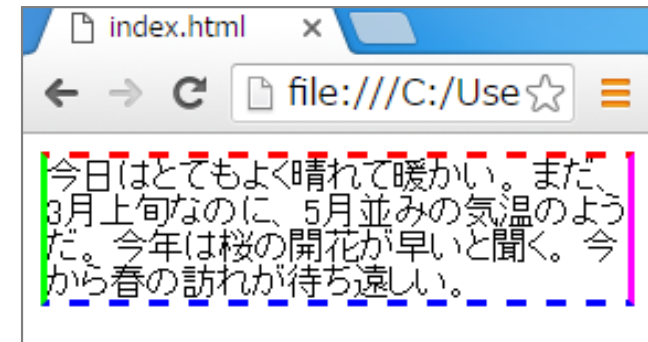 index.html
file:///C:/Use
今日はとてもよく晴れて暖かい。まだ、
3月上旬なのに、5月並みの気温のよう
だ。今年は桜の開花が早いと聞く。今
から春の訪れが待ち遠しい。